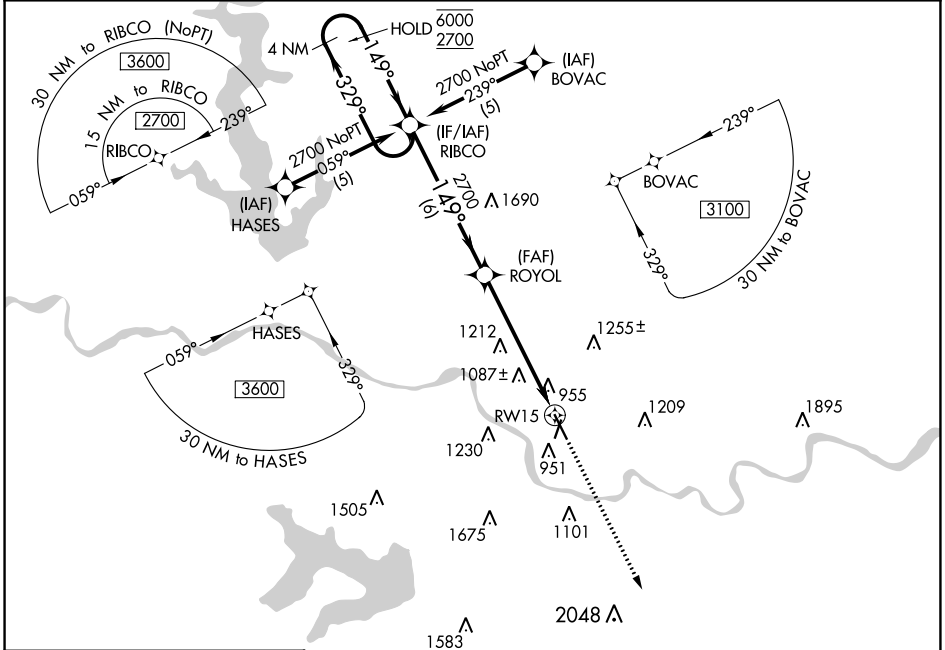 30 NM to RIBCO (NoPT)
3600
15 NM to RIBCO
2700
239°
RIBCO
059°
4 NM
HOLD
6000
2700
149°
329°
2700 NoPT
239°
(5)
(IAF)
BOVAC
(IF/IAF)
RIBCO
2700 NoPT
059°
(5)
(IAF)
HASES
2700
149°
(6)
1690
(FAF)
ROYOL
239°
BOVAC
3100
329°
30 NM to BOVAC
HASES
059°
329°
3600
30 NM to HASES
1212
1255±
1087±
955
RW15
1209
1895
1230
951
1505
1675
1101
2048
1583